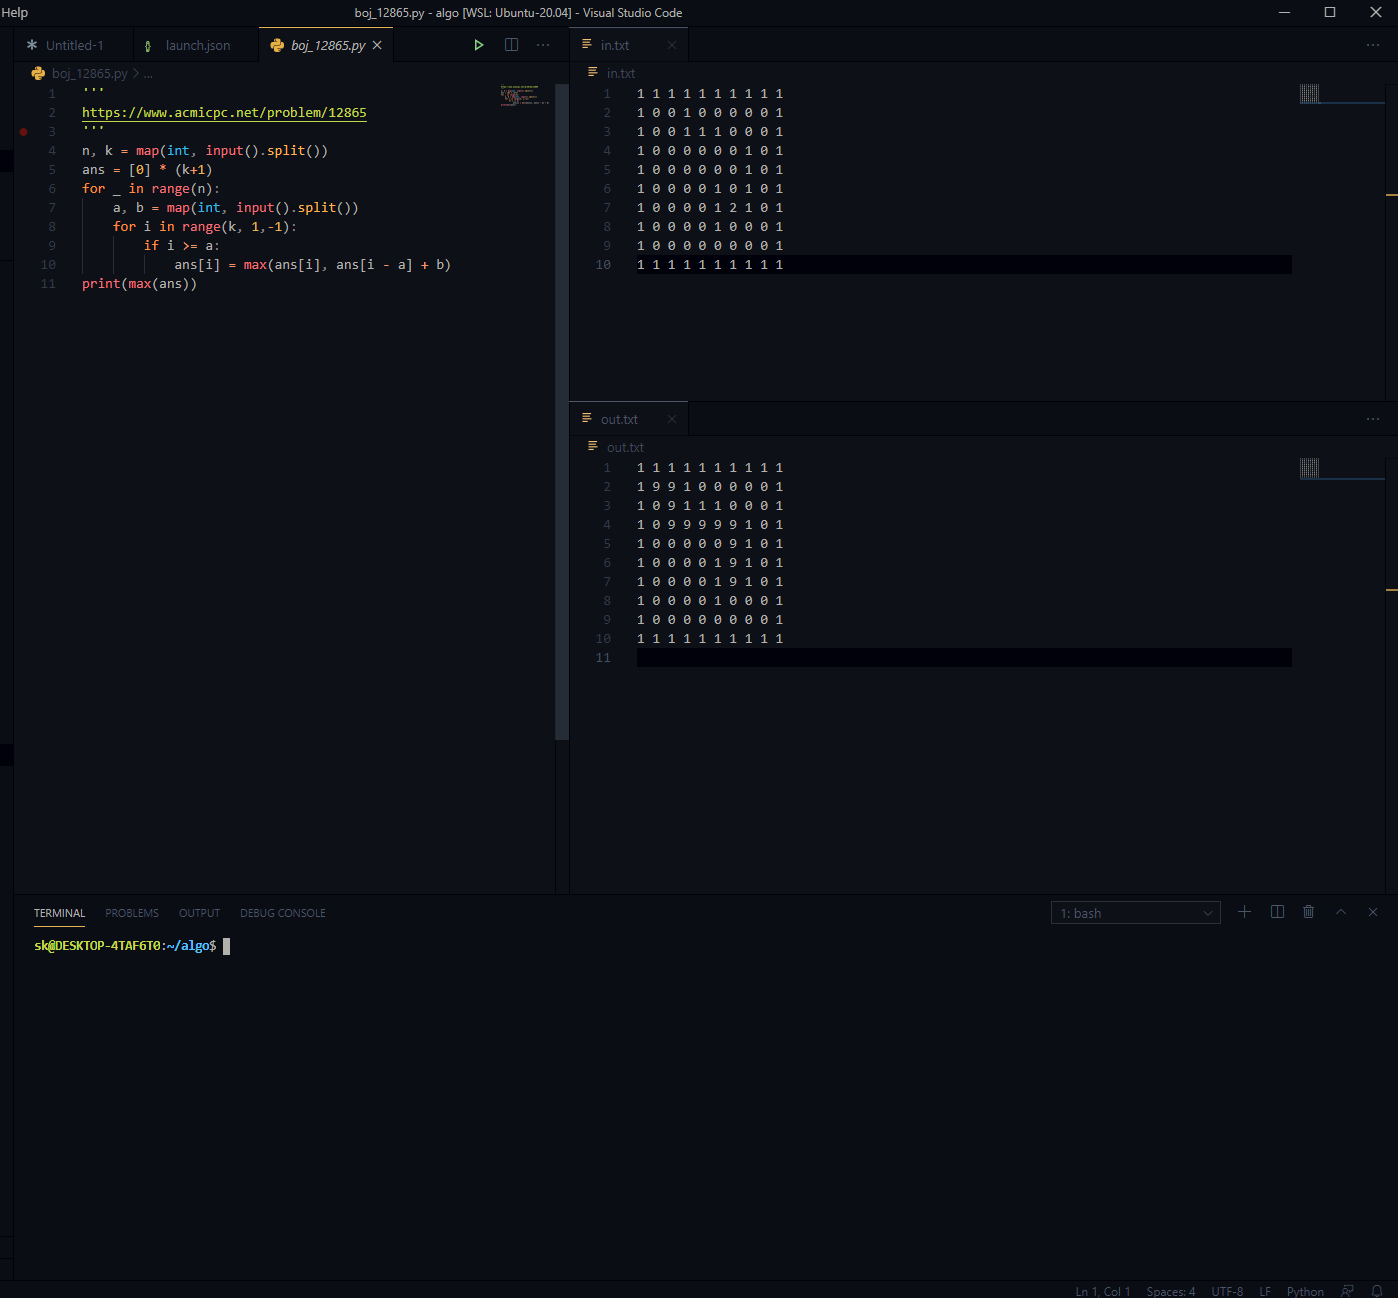 Help
boj_12865.py - algo [WSL: Ubuntu-20.04] - Visual Studio Code
Untitled-1
launch.json
boj_12865.py
boj_12865.py > ...
1 '''
2 https://www.acmicpc.net/problem/12865
3 '''
4 n, k = map(int, input().split())
5 ans = [0] * (k+1)
6 for _ in range(n):
7     a, b = map(int, input().split())
8     for i in range(k, 1,-1):
9         if i >= a:
10             ans[i] = max(ans[i], ans[i - a] + b)
11 print(max(ans))
in.txt
in.txt
1 1 1 1 1 1 1 1 1 1 1
2 1 0 0 1 0 0 0 0 0 1
3 1 0 0 1 1 1 0 0 0 1
4 1 0 0 0 0 0 0 1 0 1
5 1 0 0 0 0 0 0 1 0 1
6 1 0 0 0 0 1 0 1 0 1
7 1 0 0 0 0 1 2 1 0 1
8 1 0 0 0 0 1 0 0 0 1
9 1 0 0 0 0 0 0 0 0 1
10 1 1 1 1 1 1 1 1 1 1
out.txt
out.txt
1 1 1 1 1 1 1 1 1 1 1
2 1 9 9 1 0 0 0 0 0 1
3 1 0 9 1 1 1 0 0 0 1
4 1 0 9 9 9 9 9 1 0 1
5 1 0 0 0 0 0 9 1 0 1
6 1 0 0 0 0 1 9 1 0 1
7 1 0 0 0 0 1 9 1 0 1
8 1 0 0 0 0 1 0 0 0 1
9 1 0 0 0 0 0 0 0 0 1
10 1 1 1 1 1 1 1 1 1 1
11
TERMINAL PROBLEMS OUTPUT DEBUG CONSOLE
1: bash
sk@DESKTOP-4TAF6T0:~/algo$
Ln 1, Col 1 Spaces: 4 UTF-8 LF Python